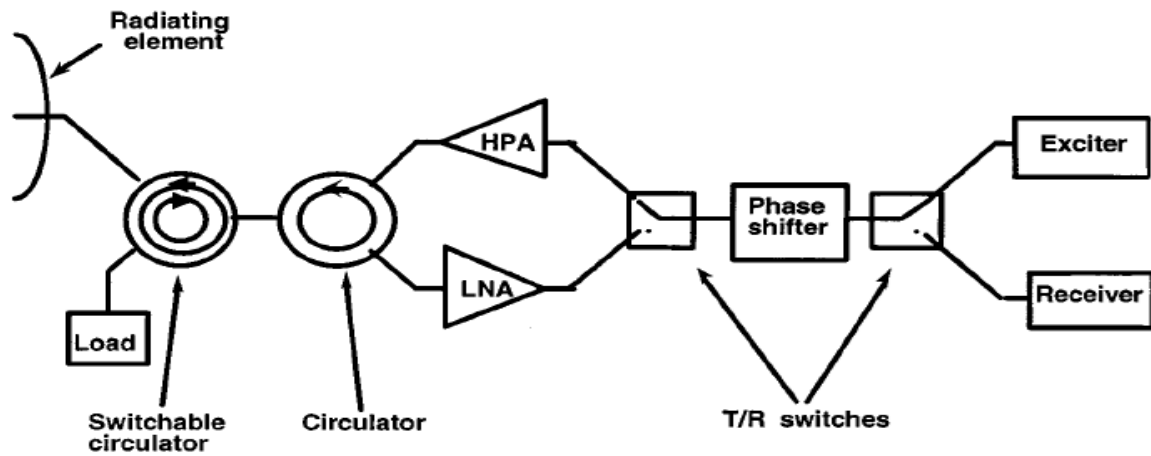 Radiating
element
HPA
Exciter
Phase
shifter
LNA
Receiver
Load
Switchable
circulator
Circulator
T/R switches